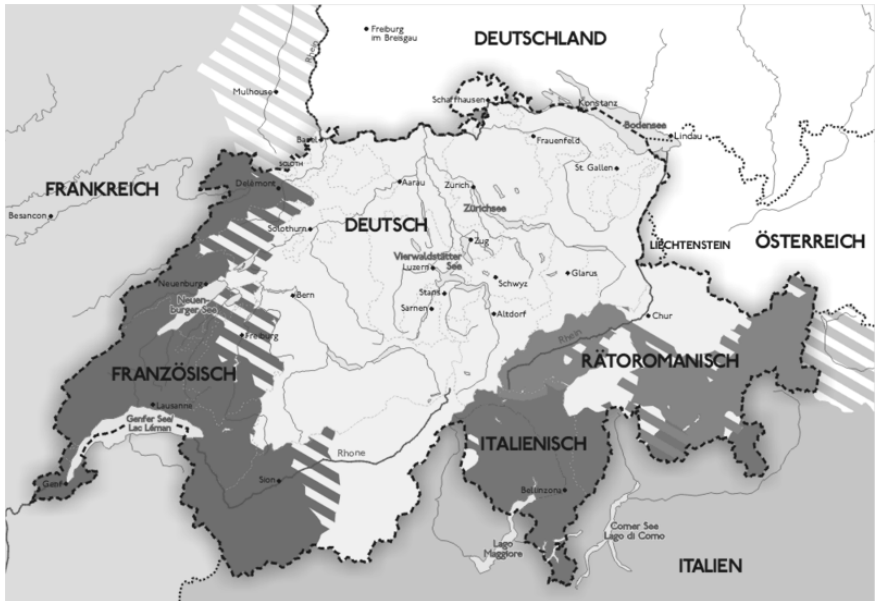 Freiburg
im Breisgau
DEUTSCHLAND
Rhein
Mulhouse
Schaffhausen
Konstanz
Bodensee
Lindau
Basel
Frauenfeld
SOLOTH
St. Gallen
FRANKREICH
Delémont
Aarau
Zürich
Zürichsee
Besancon
DEUTSCH
Solothurn
Zug
LIECHTENSTEIN
ÖSTERREICH
Vierwaldstätter
See
Luzern
Schwyz
Glarus
Neuenburg
Neuen-
burger See
Bern
Stans
Sarnen
Altdorf
Chur
Freiburg
Rhein
RÄTOROMANISCH
FRANZÖSISCH
Lausanne
Genfer See/
Lac Léman
ITALIENISCH
Rhone
Genf
Sion
Bellinzona
Lago
Maggiore
Comer See
Lago di Como
ITALIEN